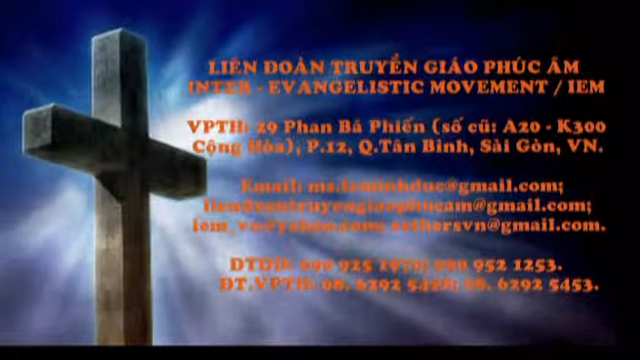 LIÊN ĐOÀN TRUYỀN GIÁO PHÚC ÂM
INTER - EVANGELISTIC MOVEMENT / IEM
VPTH: 29 Phan Bá Phiến (số cũ: A20 - K300
Cộng Hòa), P.12, Q.Tân Bình, Sài Gòn, VN.
Email: ms.leminhduc@gmail.com;
liendoantruyengiaophucam@gmail.com;
iem_vn@yahoo.com; esthersvn@gmail.com.
ĐTDĐ: 090 925 1970; 090 952 1253.
ĐT.VPTH: 08. 6292 5428; 08. 6292 5453.